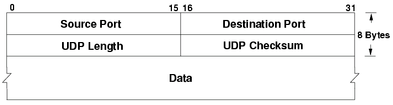 0 15 16 31
Source Port Destination Port
UDP Length UDP Checksum
8 Bytes
Data